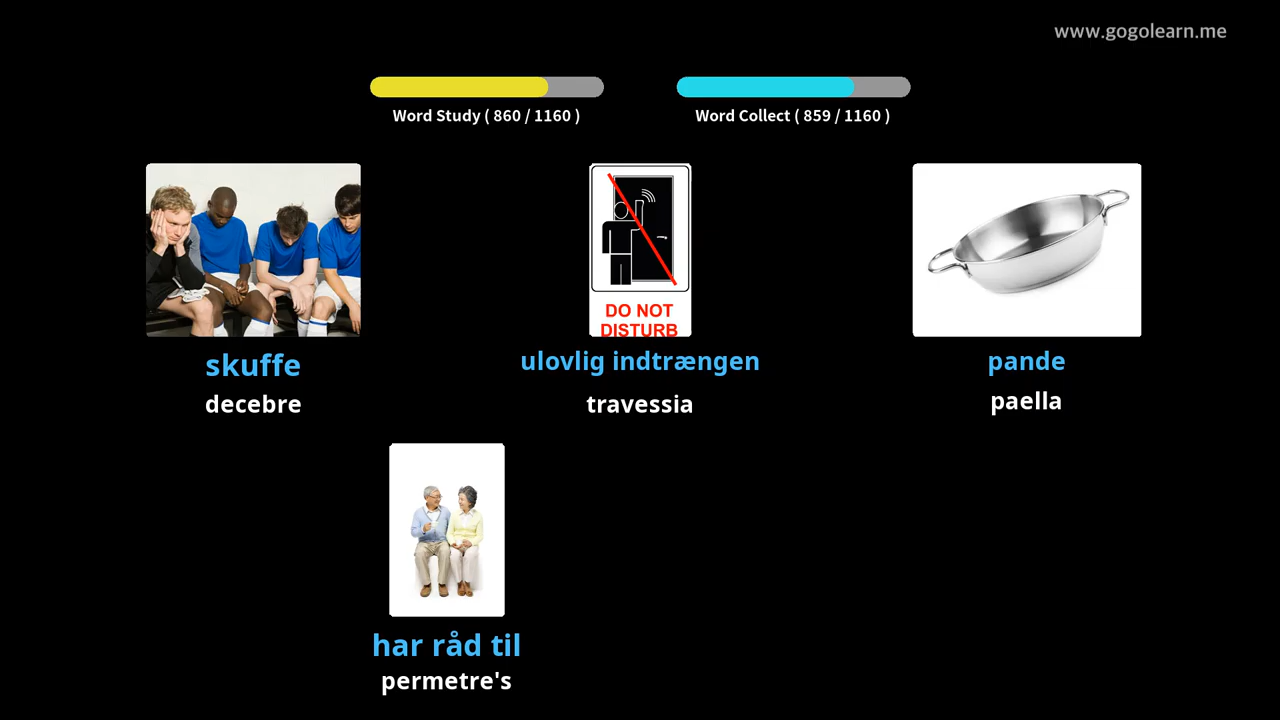 www.gogolearn.me
Word Study ( 860 / 1160 )
Word Collect ( 859 / 1160 )
DO NOT
DISTURB
skuffe
decebre
ulovlig indtrængen
travessia
pande
paella
har råd til
permetre's